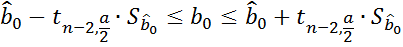 b̂₀ − t_{n−2,a/2} · S_{b̂₀} ≤ b₀ ≤ b̂₀ + t_{n−2,a/2} · S_{b̂₀}